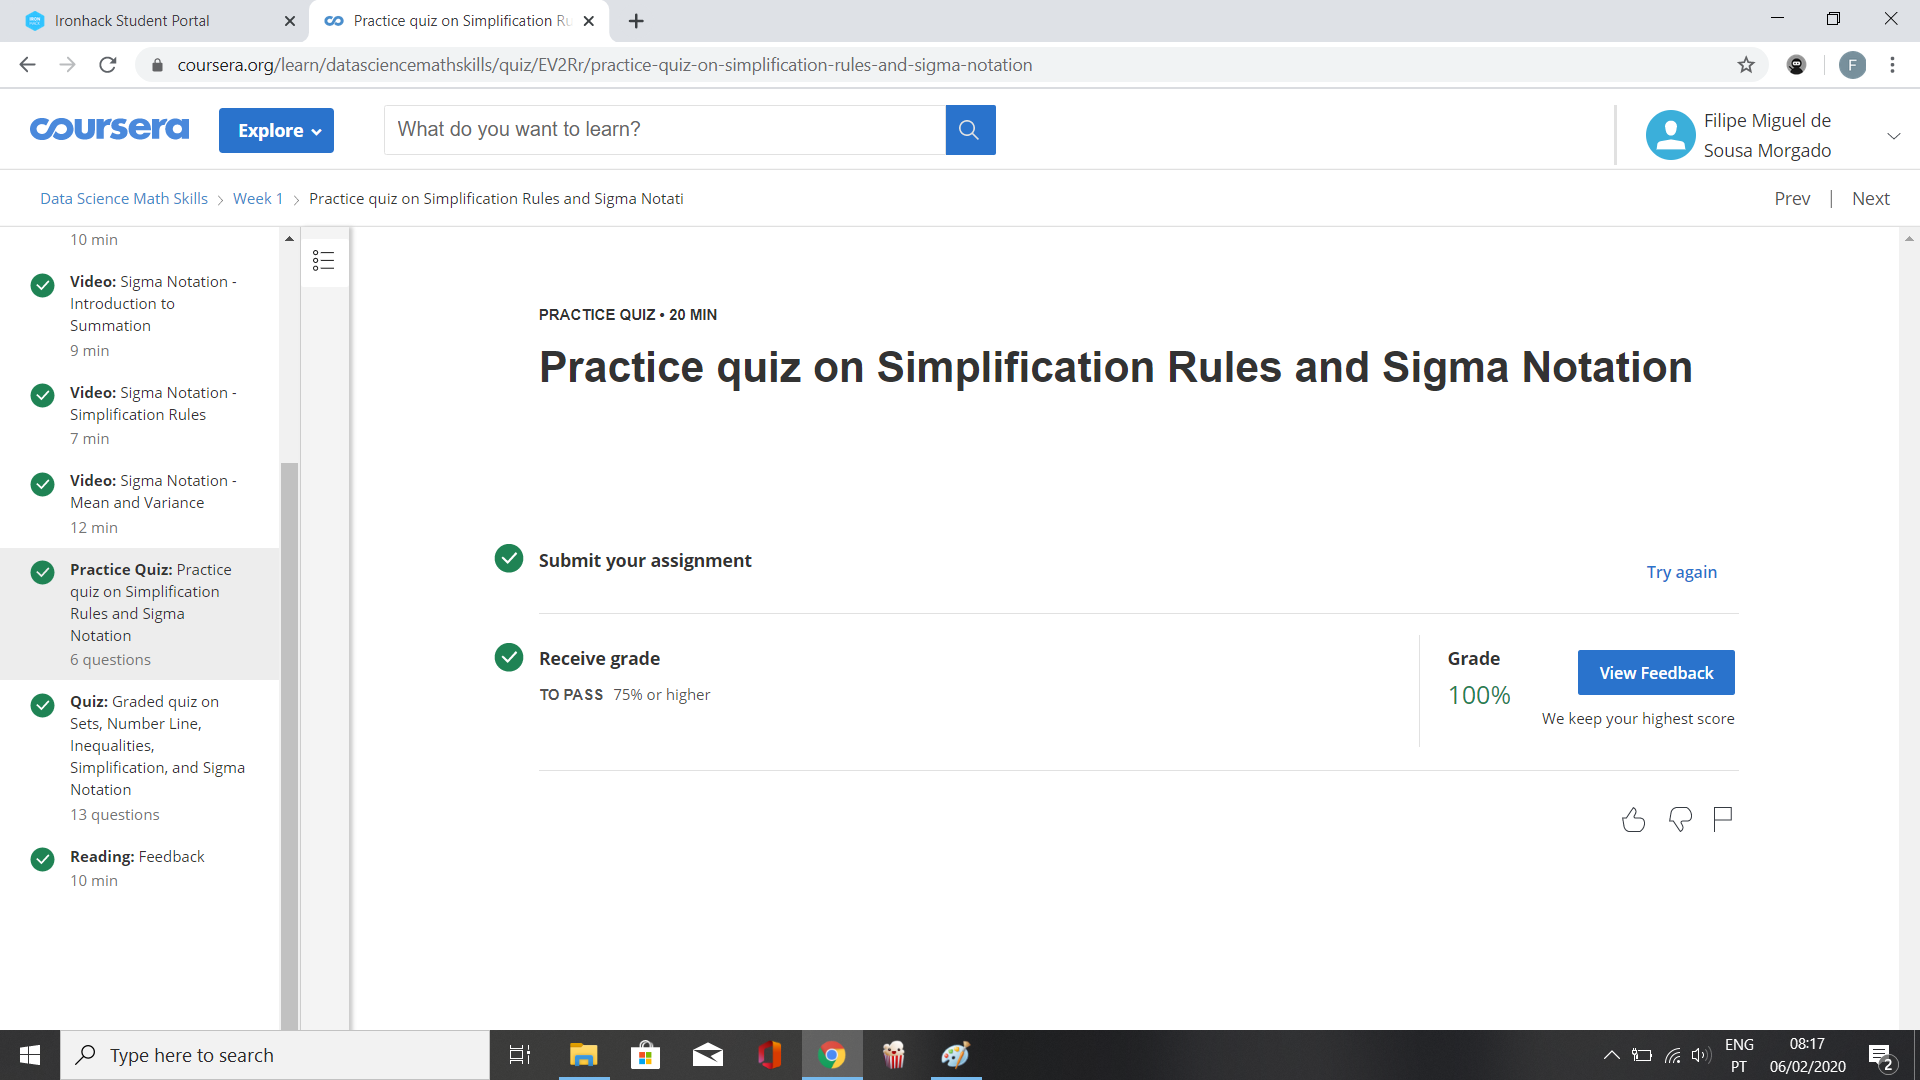 Ironhack Student Portal
Practice quiz on Simplification Ru
coursera.org/learn/datasciencemathskills/quiz/EV2Rr/practice-quiz-on-simplification-rules-and-sigma-notation
F
coursera
Explore
What do you want to learn?
Filipe Miguel de
Sousa Morgado
Data Science Math Skills > Week 1 > Practice quiz on Simplification Rules and Sigma Notati
Prev | Next
10 min
Video: Sigma Notation -
Introduction to
Summation
9 min
Video: Sigma Notation -
Simplification Rules
7 min
Video: Sigma Notation -
Mean and Variance
12 min
Practice Quiz: Practice
quiz on Simplification
Rules and Sigma
Notation
6 questions
Quiz: Graded quiz on
Sets, Number Line,
Inequalities,
Simplification, and Sigma
Notation
13 questions
Reading: Feedback
10 min
PRACTICE QUIZ • 20 MIN
Practice quiz on Simplification Rules and Sigma Notation
Submit your assignment
Try again
Receive grade
TO PASS 75% or higher
Grade
100%
View Feedback
We keep your highest score
Type here to search
ENG
PT
08:17
06/02/2020
2